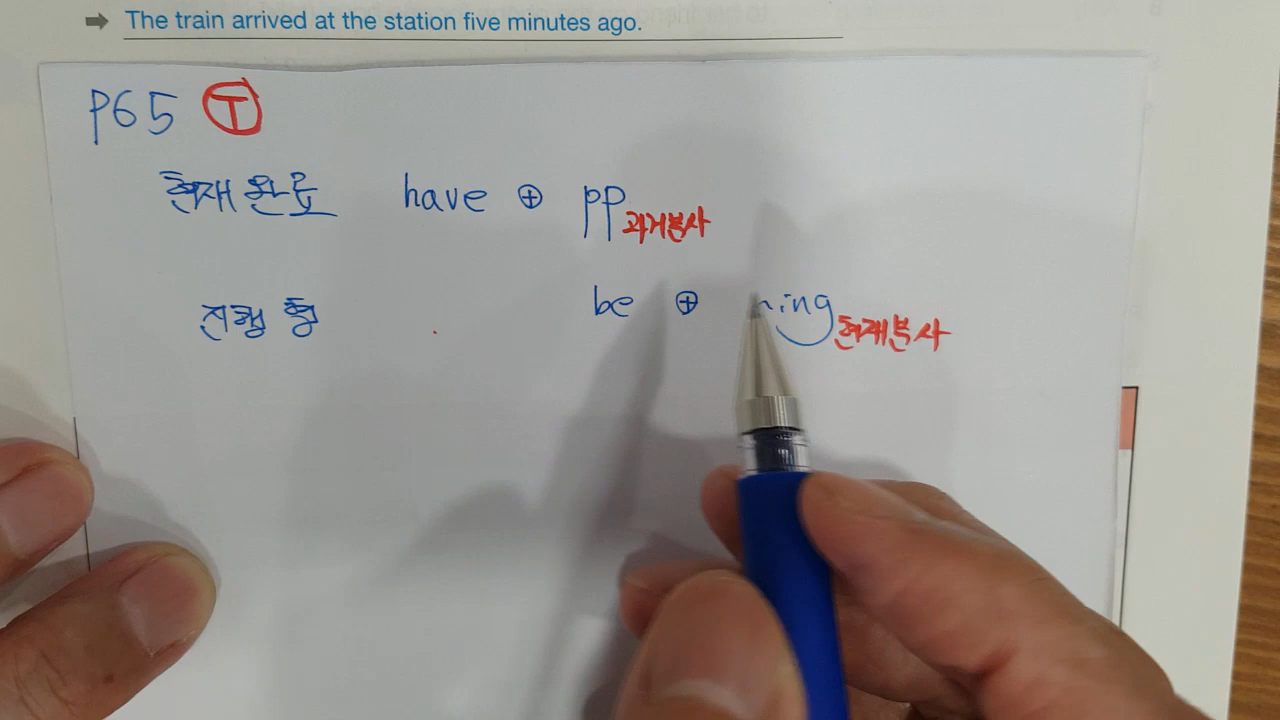 ➡ The train arrived at the station five minutes ago.
P65 Ⓣ
현재완료 have ⊕ pp 과거분사
진행형 be ⊕ ~ing 현재분사